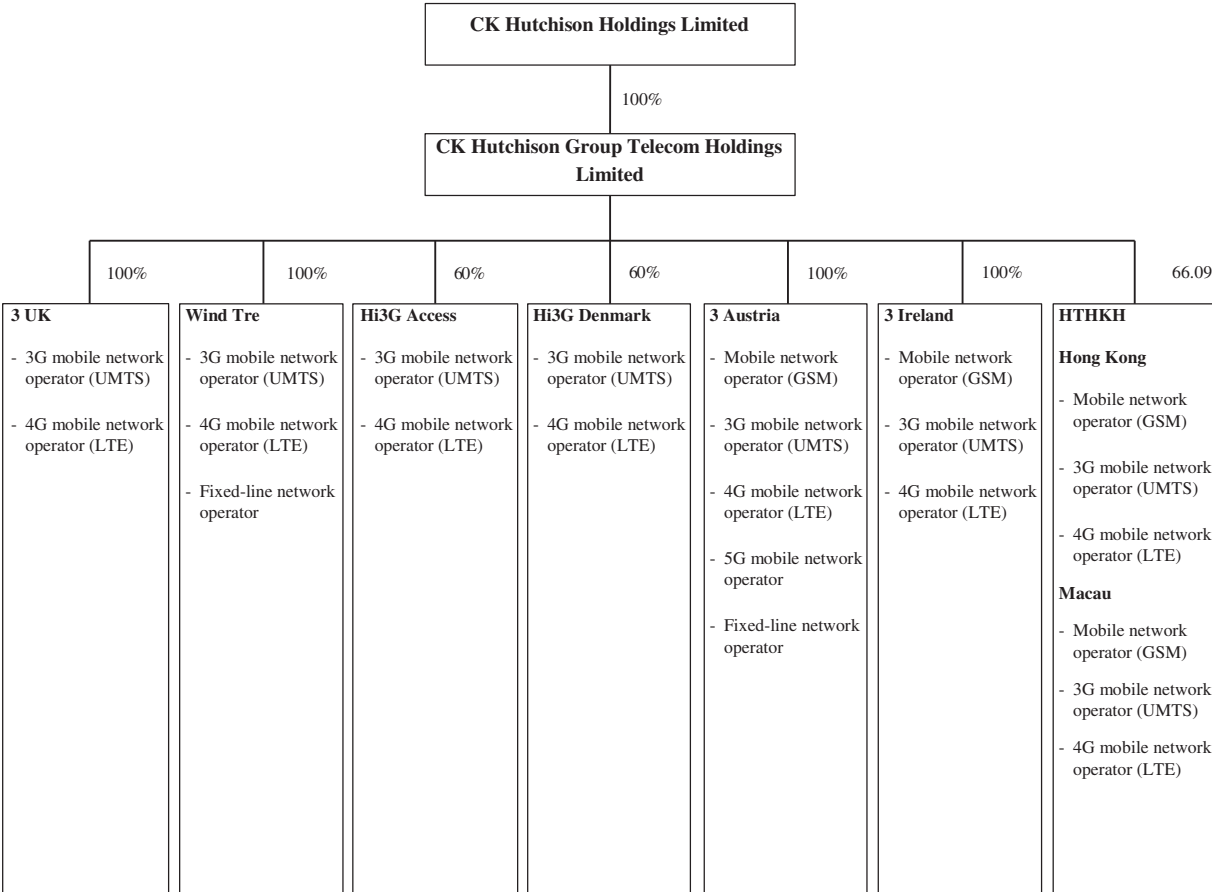 CK Hutchison Holdings Limited
100%
CK Hutchison Group Telecom Holdings
Limited
100%
100%
60%
60%
100%
100%
66.09
3 UK
- 3G mobile network
operator (UMTS)
- 4G mobile network
operator (LTE)
Wind Tre
- 3G mobile network
operator (UMTS)
- 4G mobile network
operator (LTE)
- Fixed-line network
operator
Hi3G Access
- 3G mobile network
operator (UMTS)
- 4G mobile network
operator (LTE)
Hi3G Denmark
- 3G mobile network
operator (UMTS)
- 4G mobile network
operator (LTE)
3 Austria
- Mobile network
operator (GSM)
- 3G mobile network
operator (UMTS)
- 4G mobile network
operator (LTE)
- 5G mobile network
operator
- Fixed-line network
operator
3 Ireland
- Mobile network
operator (GSM)
- 3G mobile network
operator (UMTS)
- 4G mobile network
operator (LTE)
HTHKH
Hong Kong
- Mobile network
operator (GSM)
- 3G mobile network
operator (UMTS)
- 4G mobile network
operator (LTE)
Macau
- Mobile network
operator (GSM)
- 3G mobile network
operator (UMTS)
- 4G mobile network
operator (LTE)